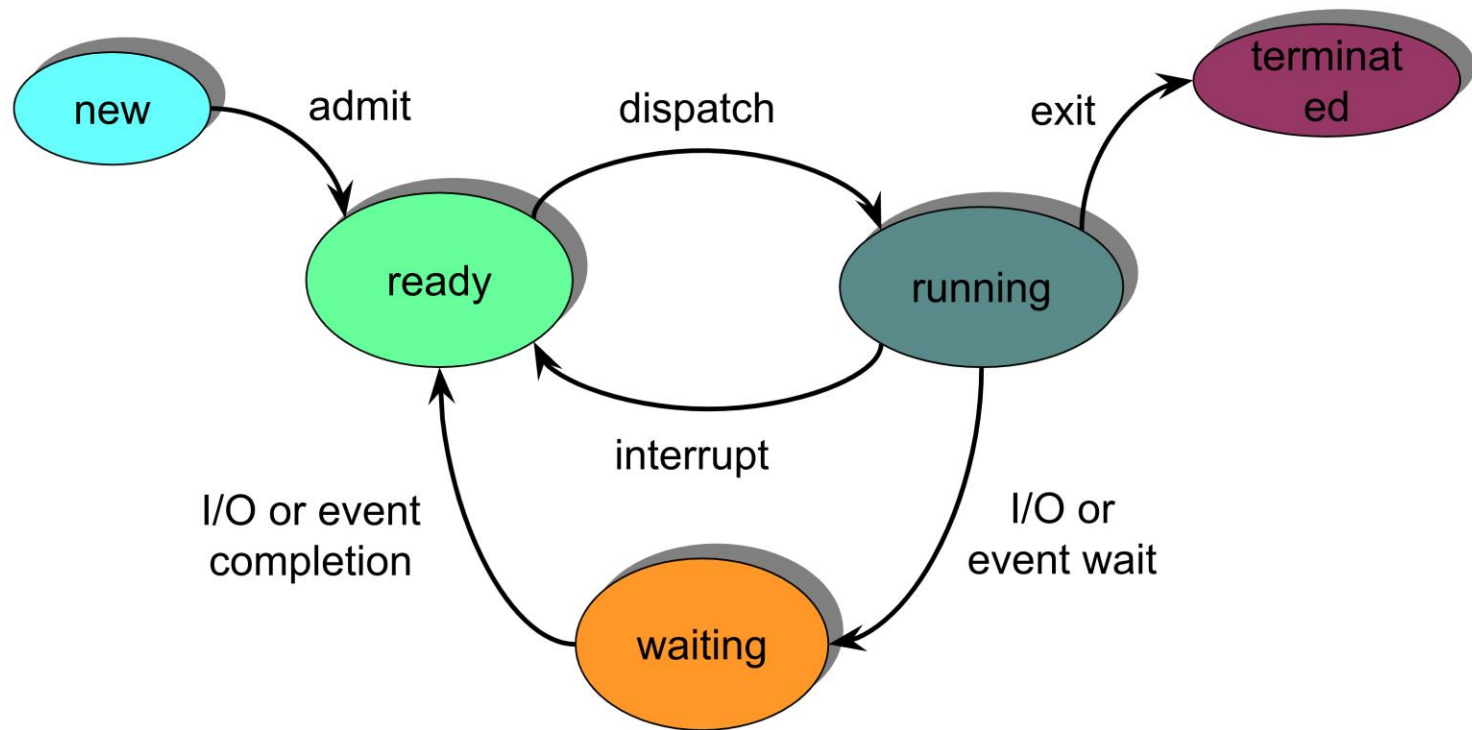 new
admit
dispatch
exit
terminat
ed
ready
running
interrupt
I/O or event
completion
I/O or
event wait
waiting